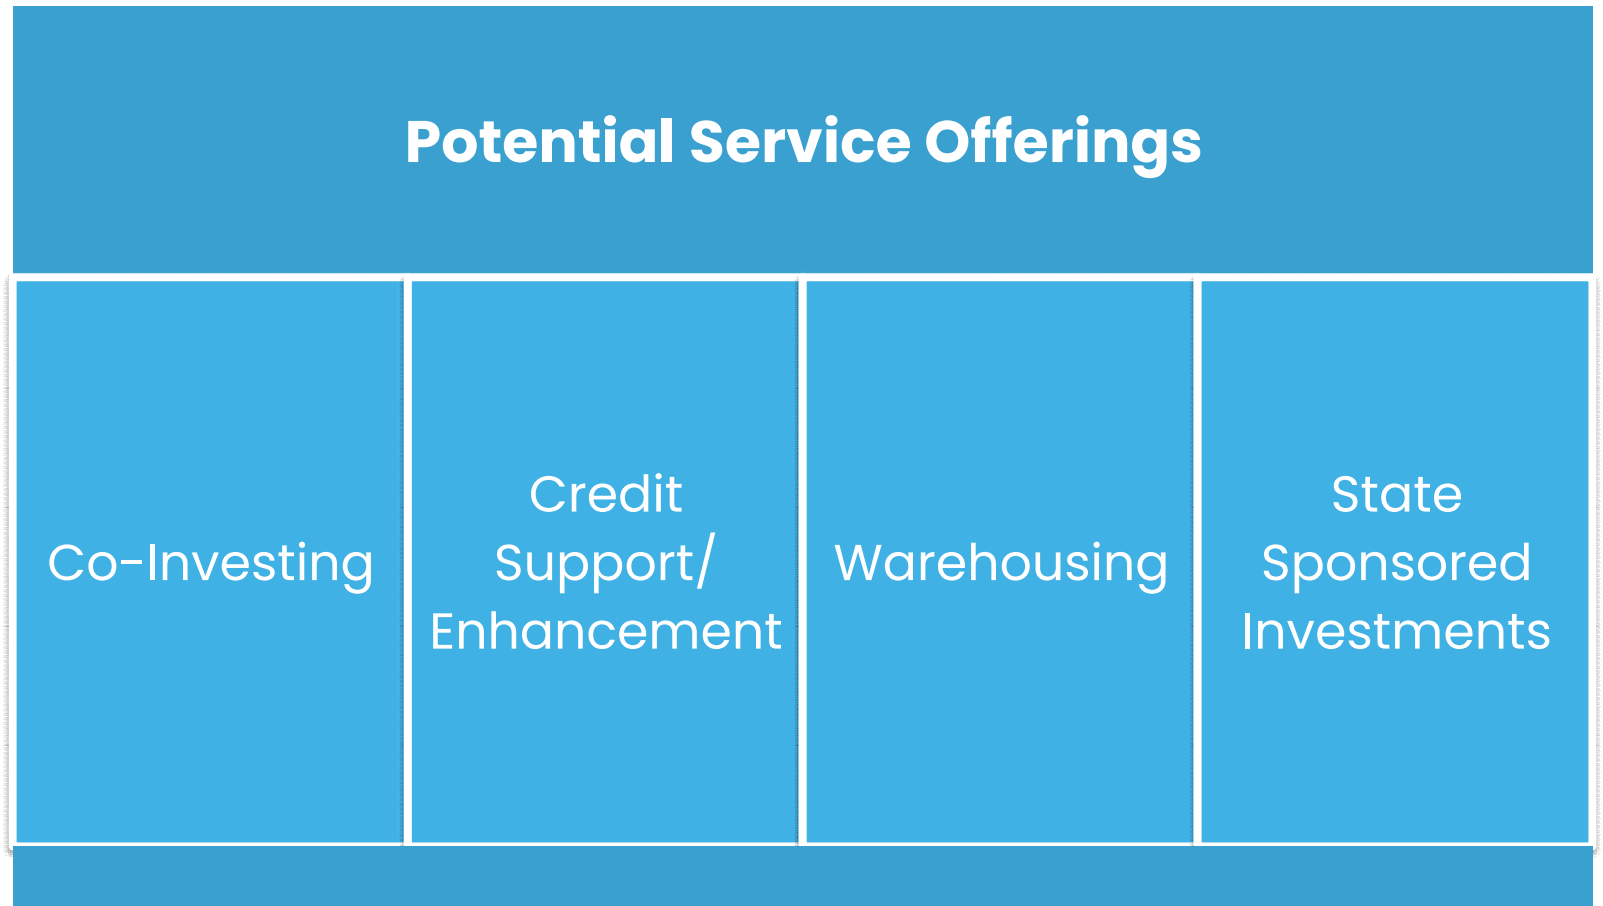 Potential Service Offerings
Co-Investing
Credit
Support/
Enhancement
Warehousing
State
Sponsored
Investments